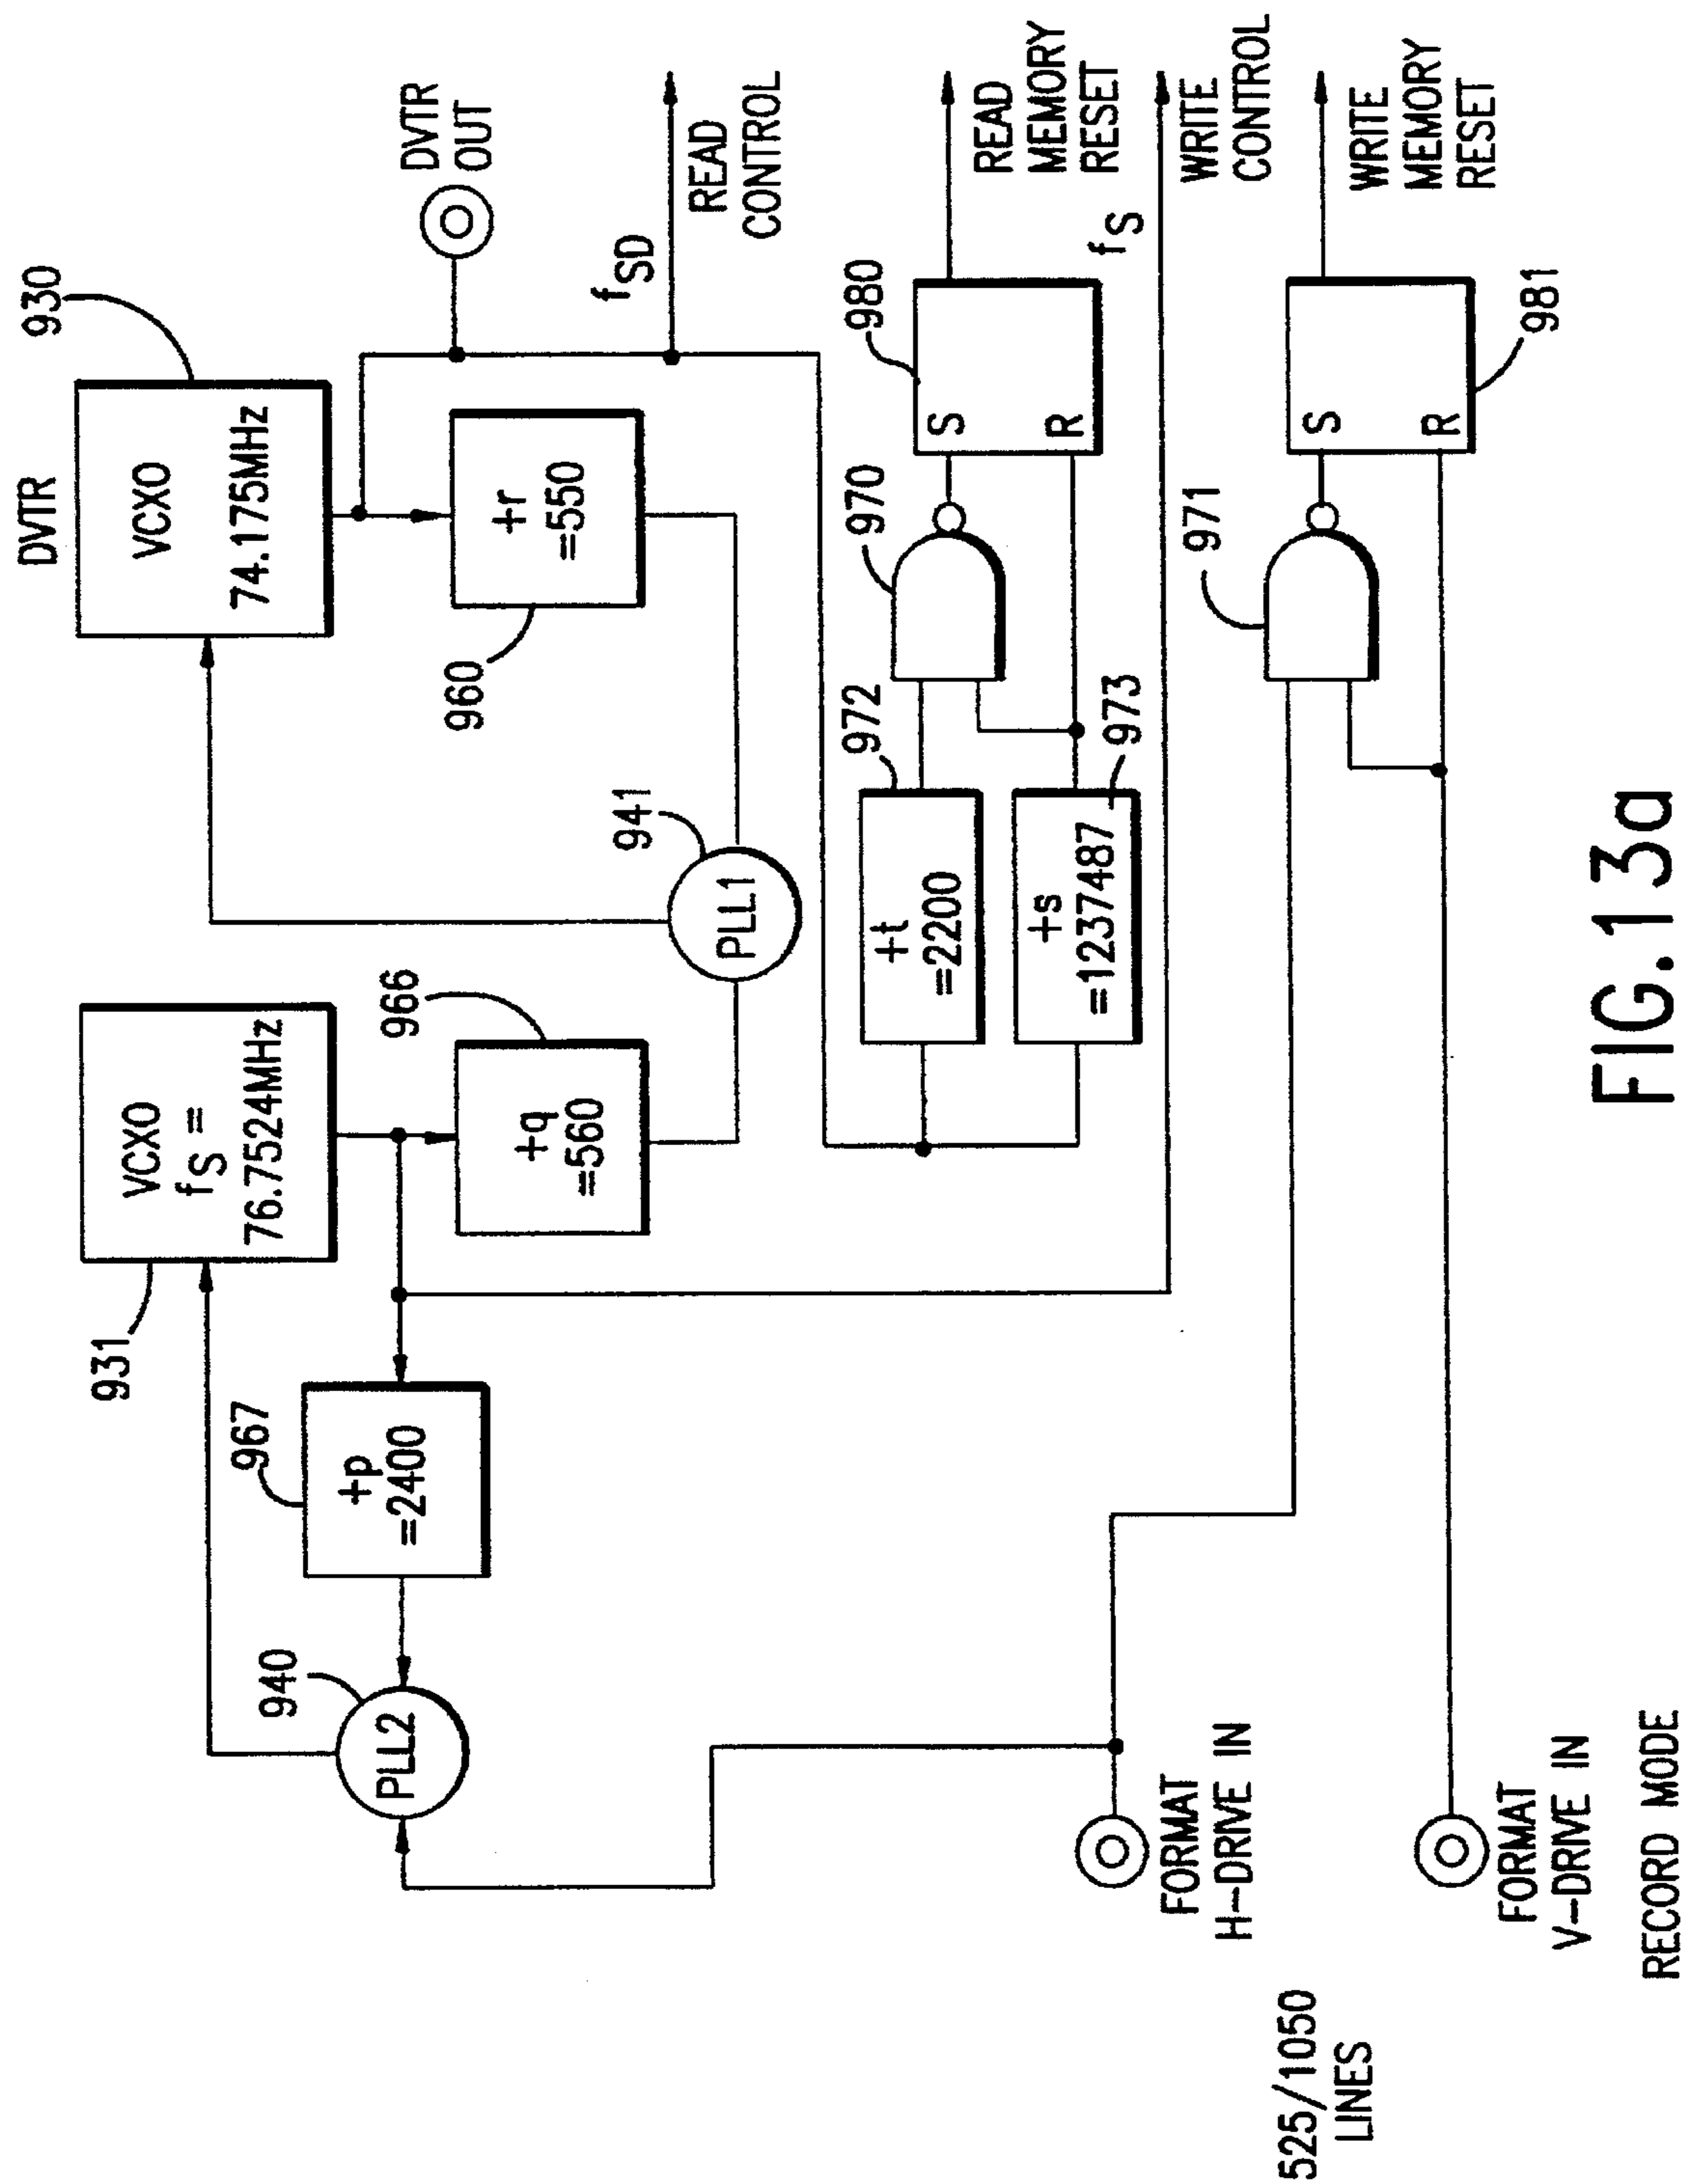 DVTR
VCXO
74.175MHz
930
DVTR
OUT
VCXO
fS =
76.7524MHz
931
÷r
=550
960
fSD
READ
CONTROL
÷q
=560
966
÷p
=2400
967
PLL1
941
PLL2
940
÷t
=2200
972
÷s
=1237487
973
970
S
R
980
READ
MEMORY
RESET
fS
WRITE
CONTROL
971
S
R
981
WRITE
MEMORY
RESET
FORMAT
H-DRIVE IN
525/1050
LINES
FORMAT
V-DRIVE IN
RECORD MODE
FIG.13a